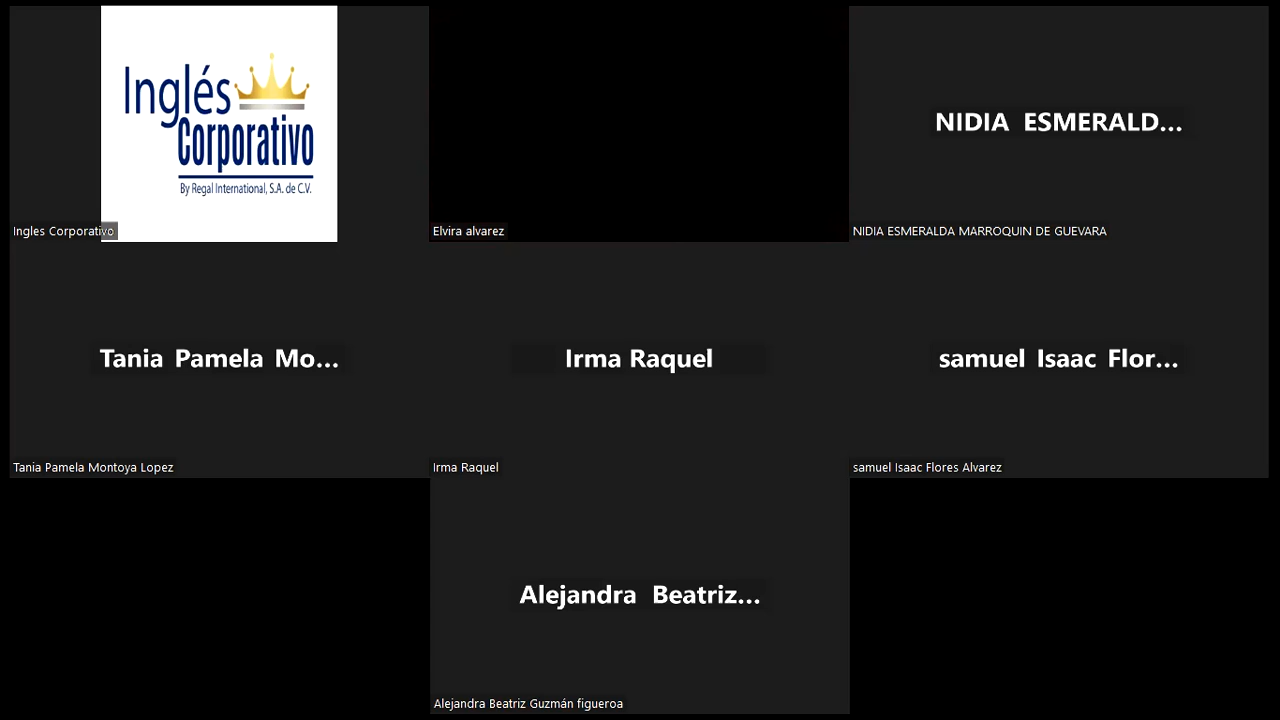 Inglés
Corporativo
By Regal International, S.A. de C.V.
Ingles Corporativo
Elvira alvarez
NIDIA ESMERALD...
NIDIA ESMERALDA MARROQUIN DE GUEVARA
Tania Pamela Mo...
Tania Pamela Montoya Lopez
Irma Raquel
Irma Raquel
samuel Isaac Flor...
samuel Isaac Flores Alvarez
Alejandra Beatriz...
Alejandra Beatriz Guzmán figueroa